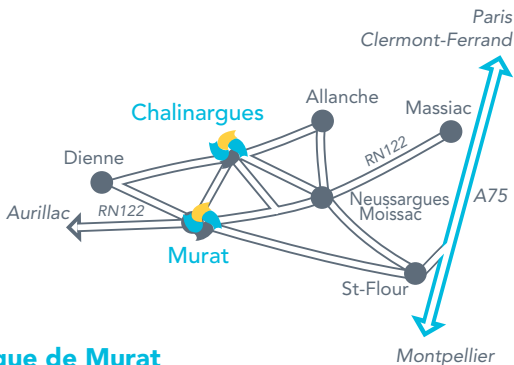 Paris
Clermont-Ferrand
Allanche
Massiac
Chalinargues
RN122
Dienne
A75
Neussargues
Moissac
Aurillac
RN122
Murat
St-Flour
que de Murat
Montpellier